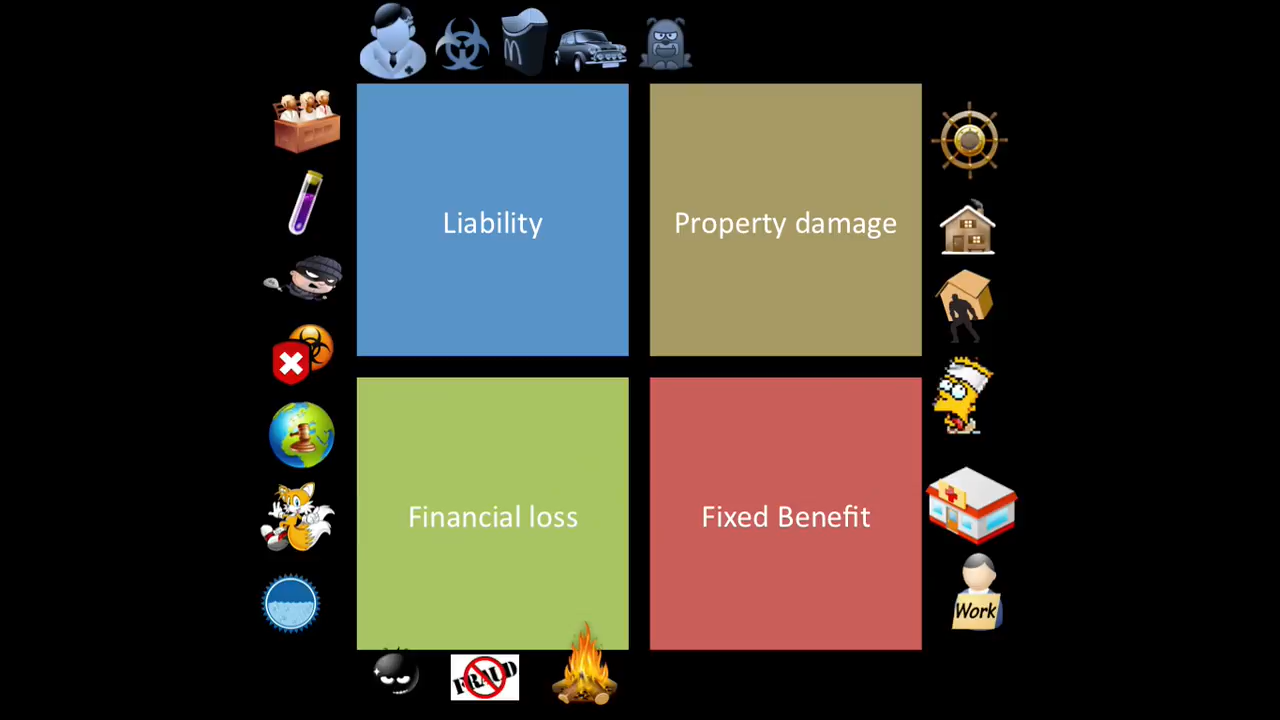 Liability
Property damage
Financial loss
Fixed Benefit
Work
FRAUD